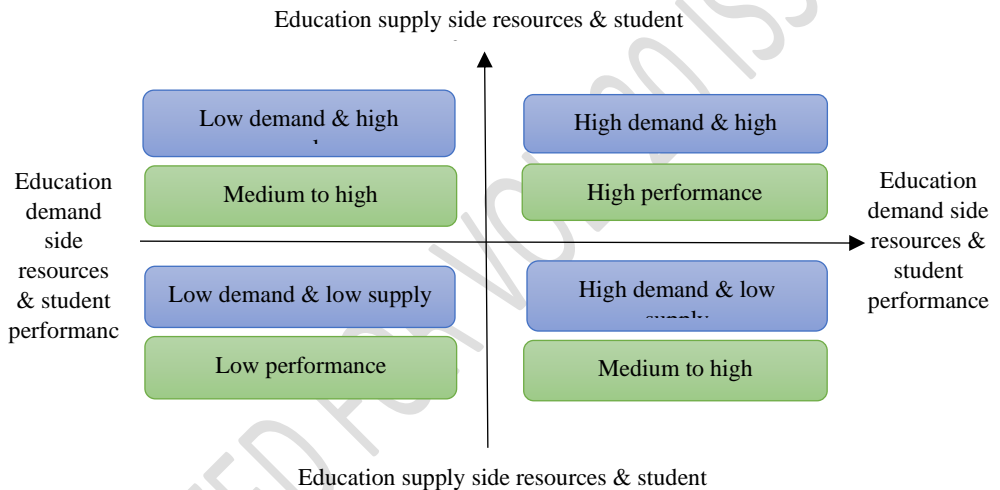 Education supply side resources & student
Low demand & high
High demand & high
Medium to high
High performance
Education
demand
side
resources
& student
performanc
Education
demand side
resources &
student
performance
Low demand & low supply
High demand & low
supply
Low performance
Medium to high
Education supply side resources & student